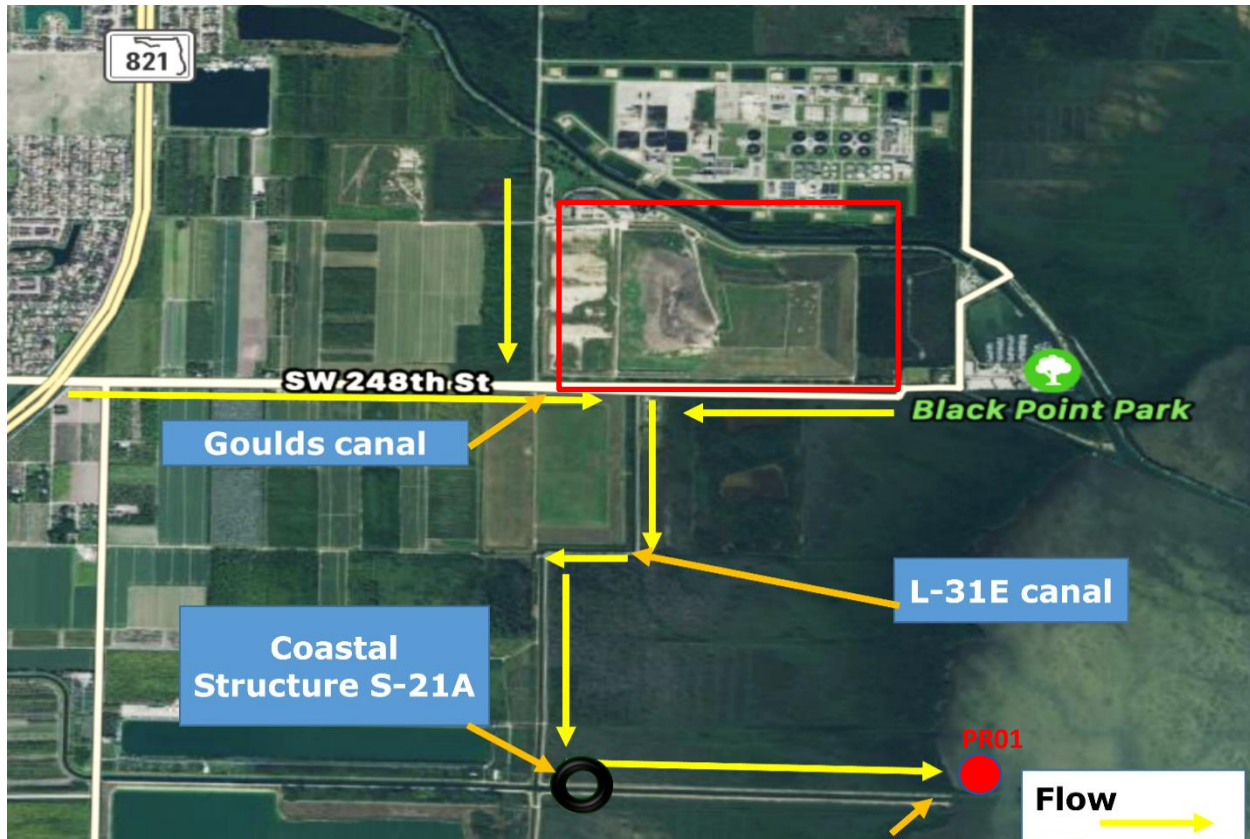 821
SW 248th St
Black Point Park
Goulds canal
L-31E canal
Coastal
Structure S-21A
PR01
Flow